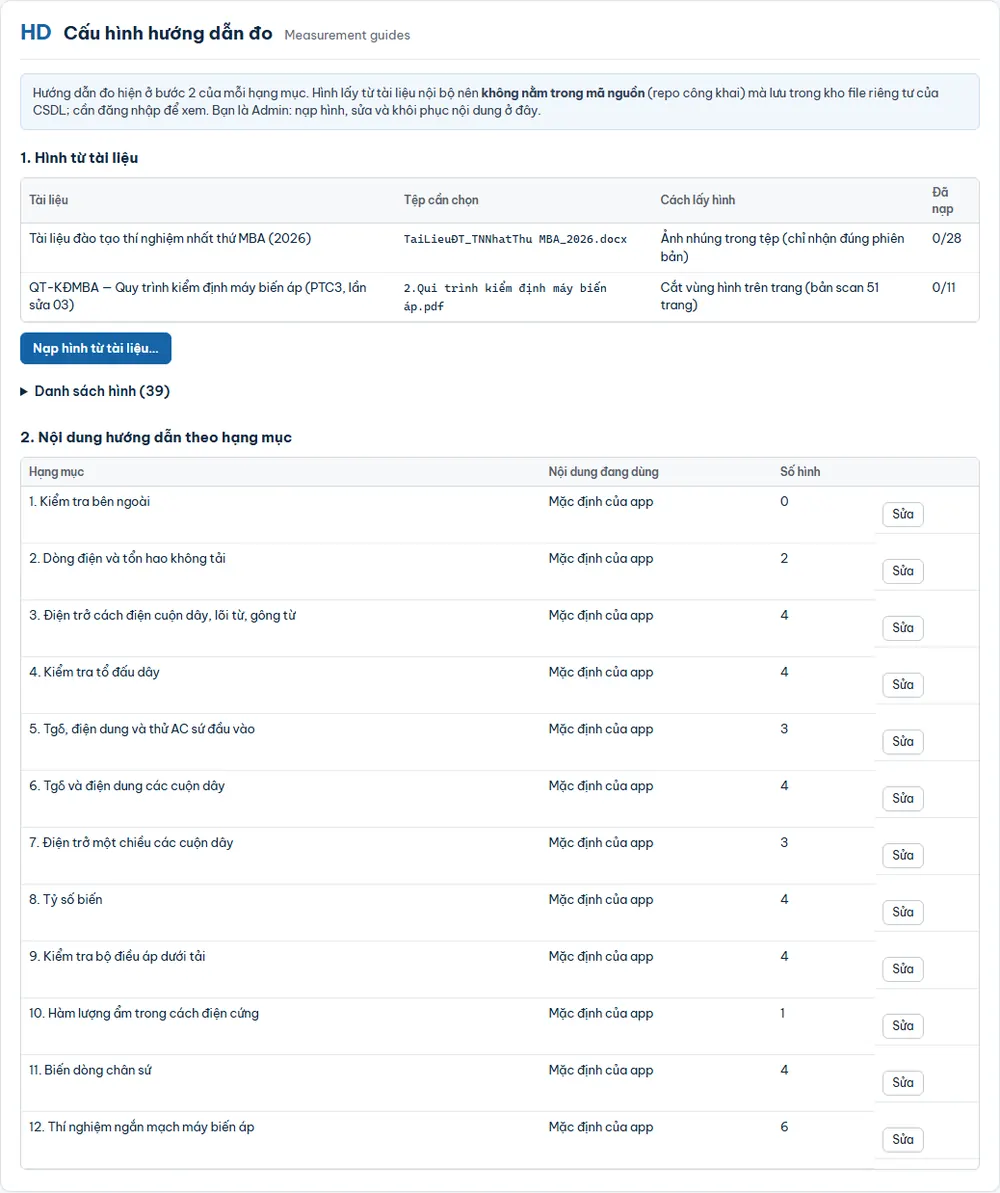 HD Cấu hình hướng dẫn đo Measurement guides
Hướng dẫn đo hiện ở bước 2 của mỗi hạng mục. Hình lấy từ tài liệu nội bộ nên không nằm trong mã nguồn (repo công khai) mà lưu trong kho file riêng tư của
CSDL; cần đăng nhập để xem. Bạn là Admin: nạp hình, sửa và khôi phục nội dung ở đây.
1. Hình từ tài liệu
Tài liệu Tệp cần chọn Cách lấy hình Đã nạp
Tài liệu đào tạo thí nghiệm nhất thứ MBA (2026) TaiLieuĐT_TNNhatThu MBA_2026.docx Ảnh nhúng trong tệp (chỉ nhận đúng phiên bản) 0/28
QT-KĐMBA — Quy trình kiểm định máy biến áp (PTC3, lần sửa 03) 2.Qui trình kiểm định máy biến áp.pdf Cắt vùng hình trên trang (bản scan 51 trang) 0/11
Nạp hình từ tài liệu...
▶ Danh sách hình (39)
2. Nội dung hướng dẫn theo hạng mục
Hạng mục Nội dung đang dùng Số hình
1. Kiểm tra bên ngoài Mặc định của app 0 Sửa
2. Dòng điện và tổn hao không tải Mặc định của app 2 Sửa
3. Điện trở cách điện cuộn dây, lõi từ, gông từ Mặc định của app 4 Sửa
4. Kiểm tra tổ đấu dây Mặc định của app 4 Sửa
5. Tgδ, điện dung và thử AC sứ đầu vào Mặc định của app 3 Sửa
6. Tgδ và điện dung các cuộn dây Mặc định của app 4 Sửa
7. Điện trở một chiều các cuộn dây Mặc định của app 3 Sửa
8. Tỷ số biến Mặc định của app 4 Sửa
9. Kiểm tra bộ điều áp dưới tải Mặc định của app 4 Sửa
10. Hàm lượng ẩm trong cách điện cứng Mặc định của app 1 Sửa
11. Biến dòng chân sứ Mặc định của app 4 Sửa
12. Thí nghiệm ngắn mạch máy biến áp Mặc định của app 6 Sửa